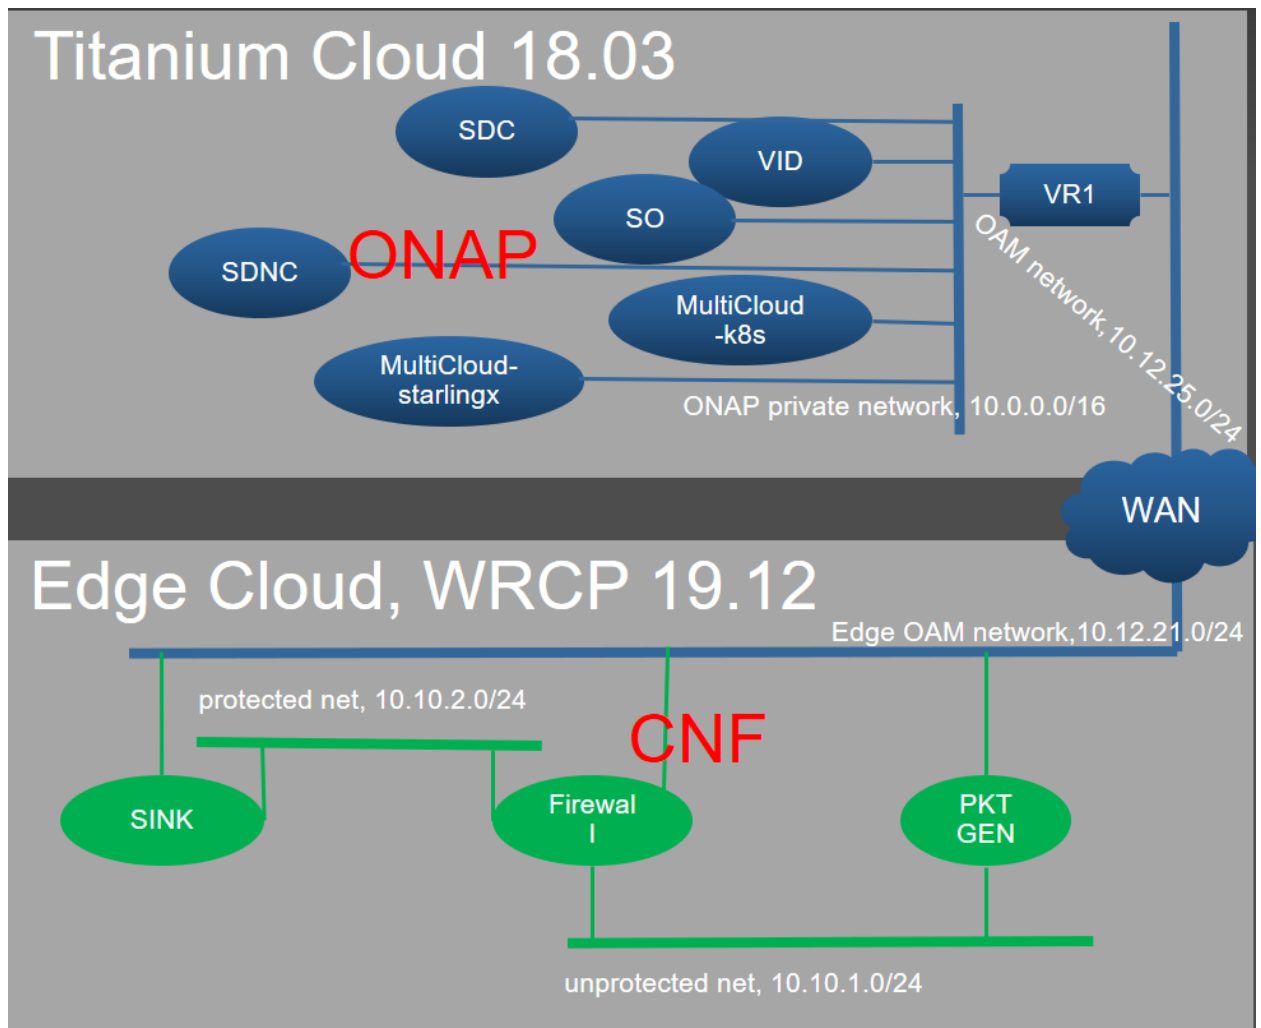 Titanium Cloud 18.03
SDC
VID
VR1
SO
ONAP
SDNC
OAM network,10.12.25.0/24
MultiCloud
-k8s
MultiCloud-
starlingx
ONAP private network, 10.0.0.0/16
WAN
Edge Cloud, WRCP 19.12
Edge OAM network,10.12.21.0/24
protected net, 10.10.2.0/24
CNF
SINK
Firewal
l
PKT
GEN
unprotected net, 10.10.1.0/24